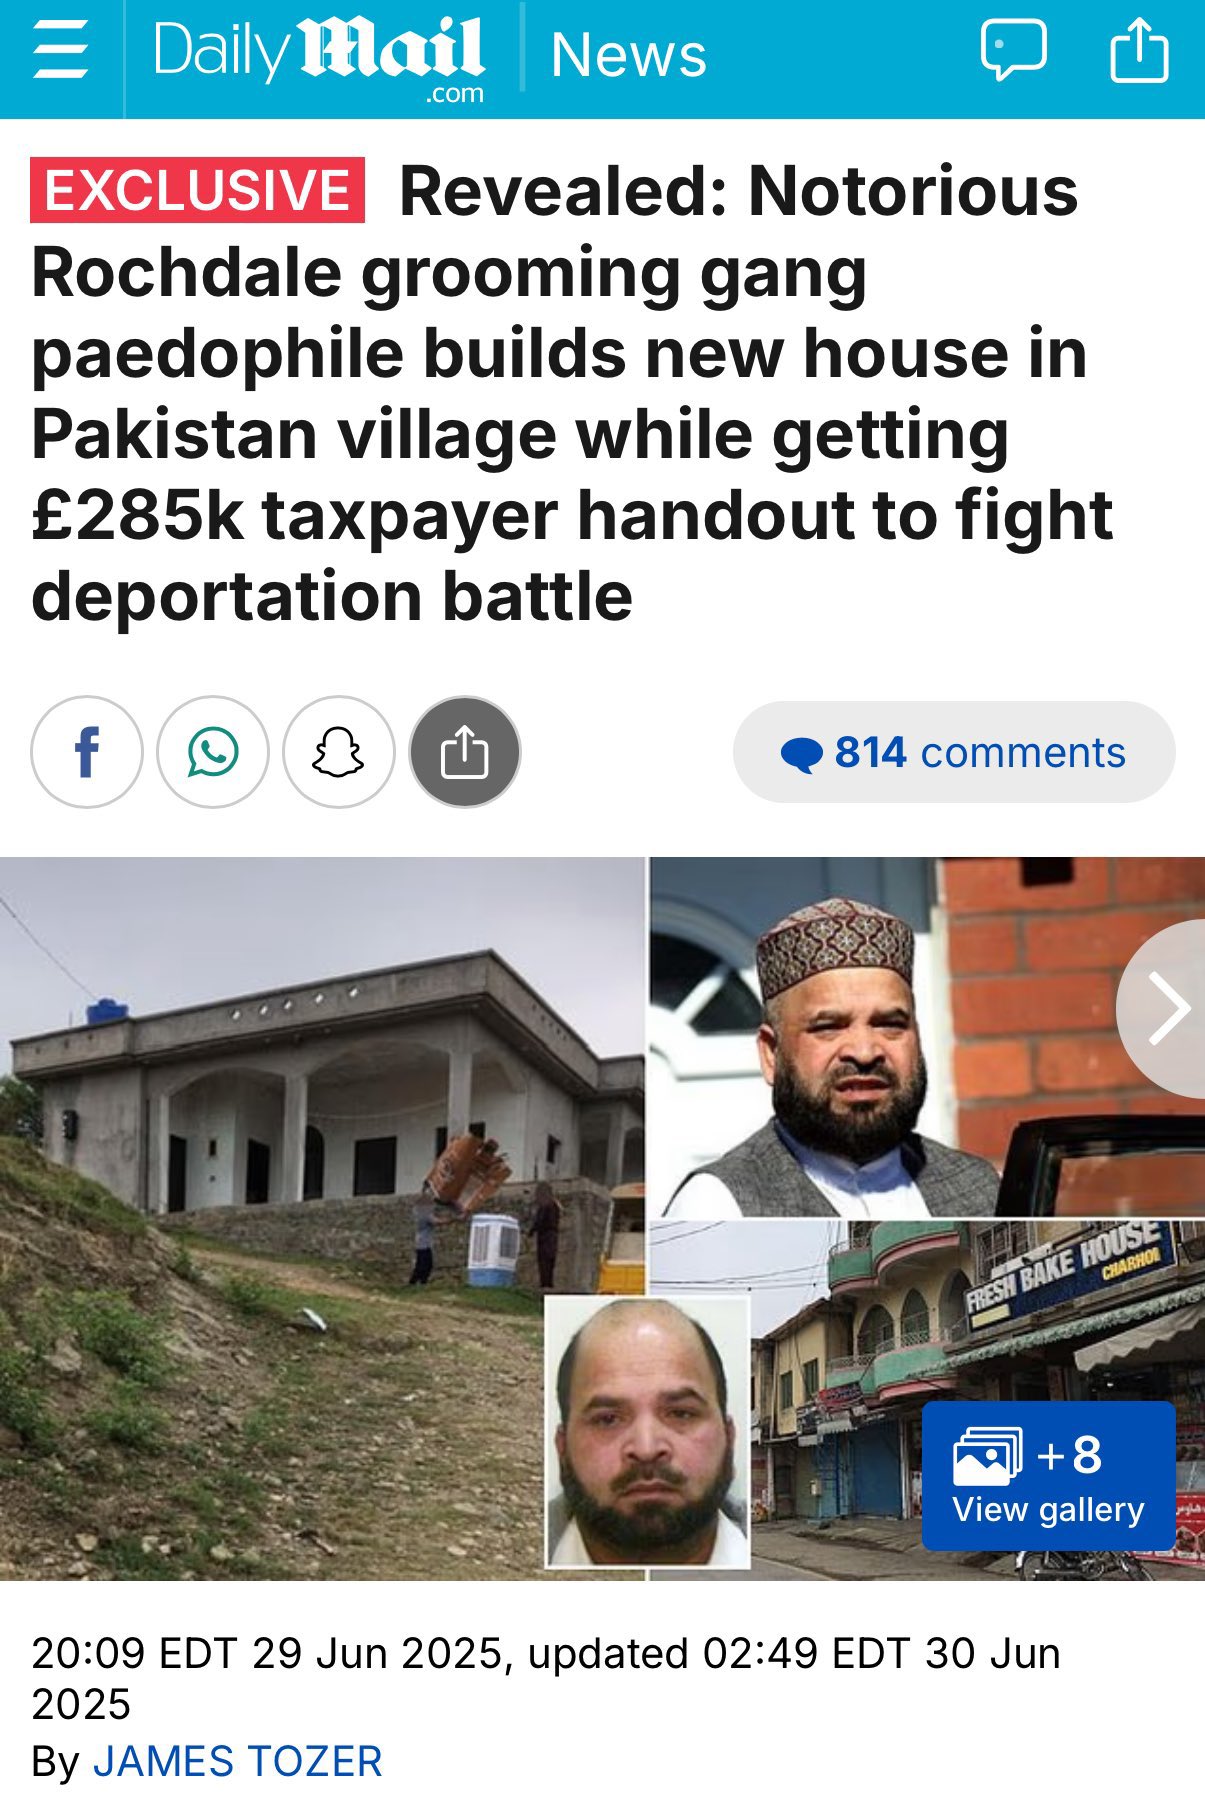 Daily Mail
.com
News
EXCLUSIVE Revealed: Notorious
Rochdale grooming gang
paedophile builds new house in
Pakistan village while getting
£285k taxpayer handout to fight
deportation battle
f
814 comments
FRESH BAKE HOUSE
CHARHOI
+8
View gallery
20:09 EDT 29 Jun 2025, updated 02:49 EDT 30 Jun
2025
By JAMES TOZER